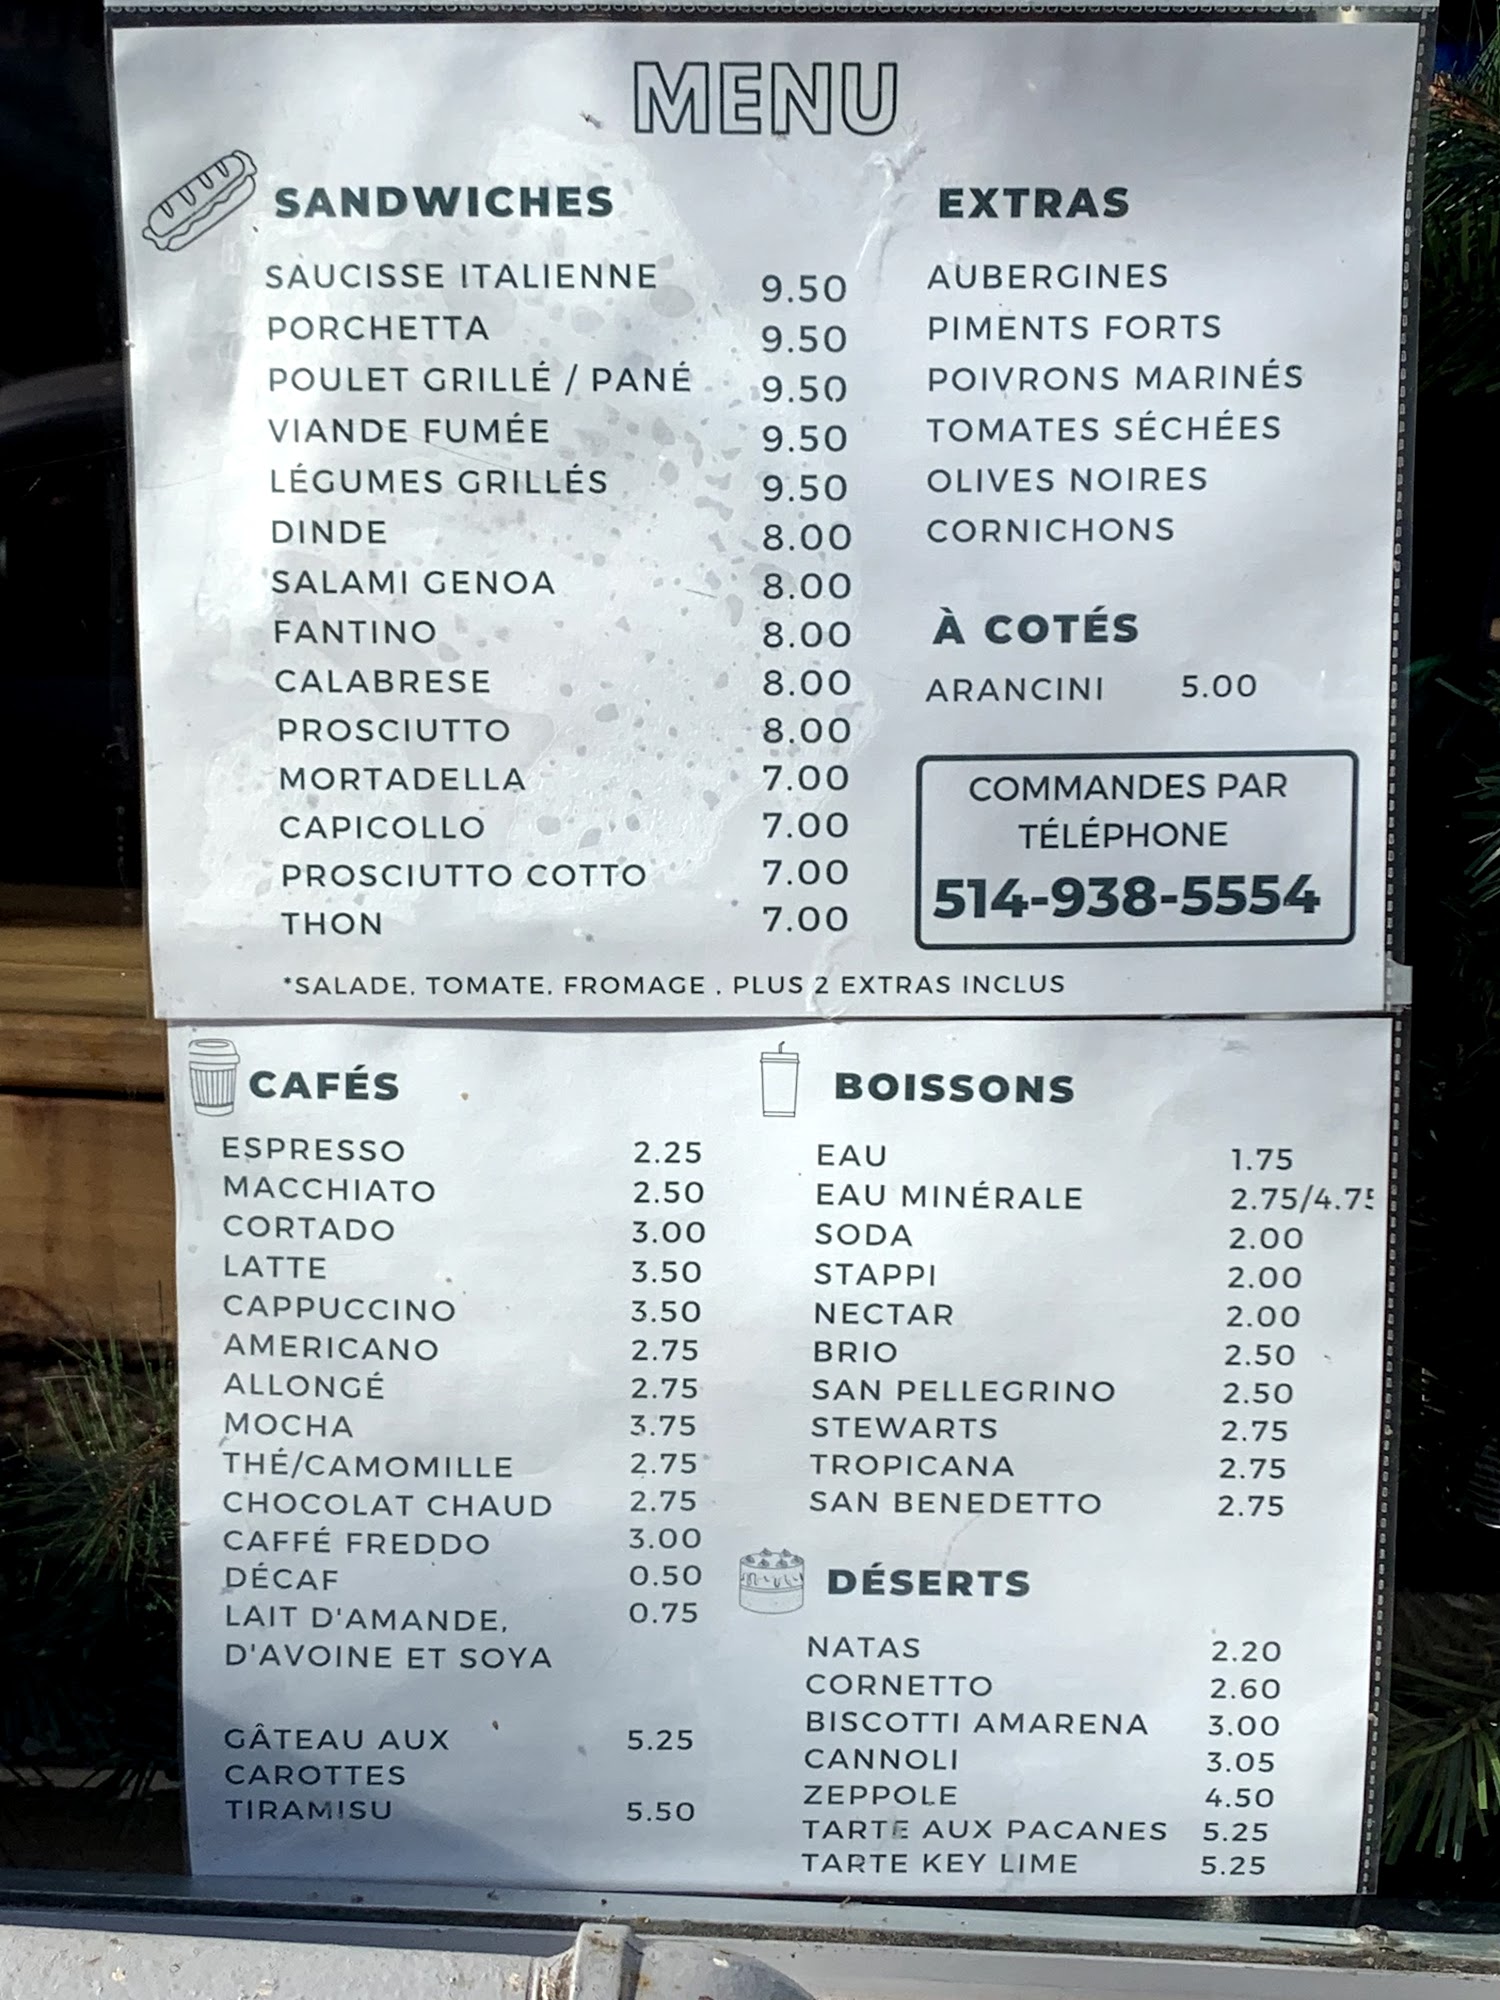 MENU
SANDWICHES
SAUCISSE ITALIENNE 9.50
PORCHETTA 9.50
POULET GRILLÉ / PANÉ 9.50
VIANDE FUMÉE 9.50
LÉGUMES GRILLÉS 9.50
DINDE 8.00
SALAMI GENOA 8.00
FANTINO 8.00
CALABRESE 8.00
PROSCIUTTO 8.00
MORTADELLA 7.00
CAPICOLLO 7.00
PROSCIUTTO COTTO 7.00
THON 7.00
EXTRAS
AUBERGINES
PIMENTS FORTS
POIVRONS MARINÉS
TOMATES SÉCHÉES
OLIVES NOIRES
CORNICHONS
À COTÉS
ARANCINI 5.00
COMMANDES PAR
TÉLÉPHONE
514-938-5554
*SALADE, TOMATE, FROMAGE , PLUS 2 EXTRAS INCLUS
CAFÉS
ESPRESSO 2.25
MACCHIATO 2.50
CORTADO 3.00
LATTE 3.50
CAPPUCCINO 3.50
AMERICANO 2.75
ALLONGÉ 2.75
MOCHA 3.75
THÉ/CAMOMILLE 2.75
CHOCOLAT CHAUD 2.75
CAFFÉ FREDDO 3.00
DÉCAF 0.50
LAIT D'AMANDE, 0.75
D'AVOINE ET SOYA
GÂTEAU AUX 5.25
CAROTTES
TIRAMISU 5.50
BOISSONS
EAU 1.75
EAU MINÉRALE 2.75/4.75
SODA 2.00
STAPPI 2.00
NECTAR 2.00
BRIO 2.50
SAN PELLEGRINO 2.50
STEWARTS 2.75
TROPICANA 2.75
SAN BENEDETTO 2.75
DÉSERTS
NATAS 2.20
CORNETTO 2.60
BISCOTTI AMARENA 3.00
CANNOLI 3.05
ZEPPOLE 4.50
TARTE AUX PACANES 5.25
TARTE KEY LIME 5.25